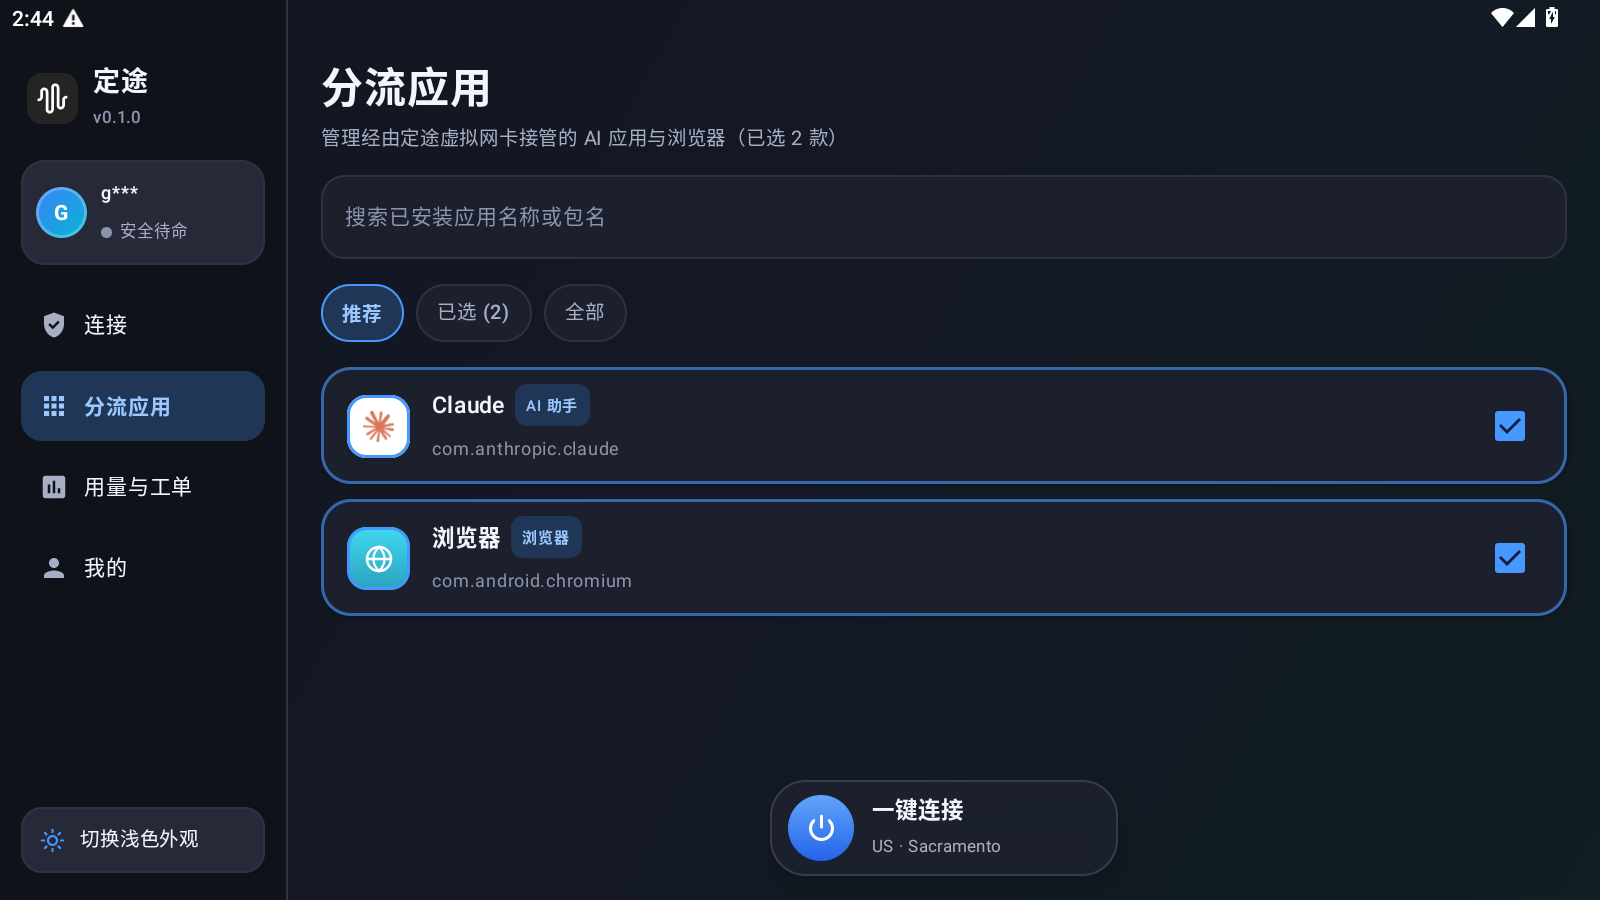 2:44
定途
v0.1.0
G
g***
安全待命
连接
分流应用
用量与工单
我的
切换浅色外观
分流应用
管理经由定途虚拟网卡接管的 AI 应用与浏览器（已选 2 款）
搜索已安装应用名称或包名
推荐
已选 (2)
全部
Claude
AI 助手
com.anthropic.claude
浏览器
浏览器
com.android.chromium
一键连接
US · Sacramento